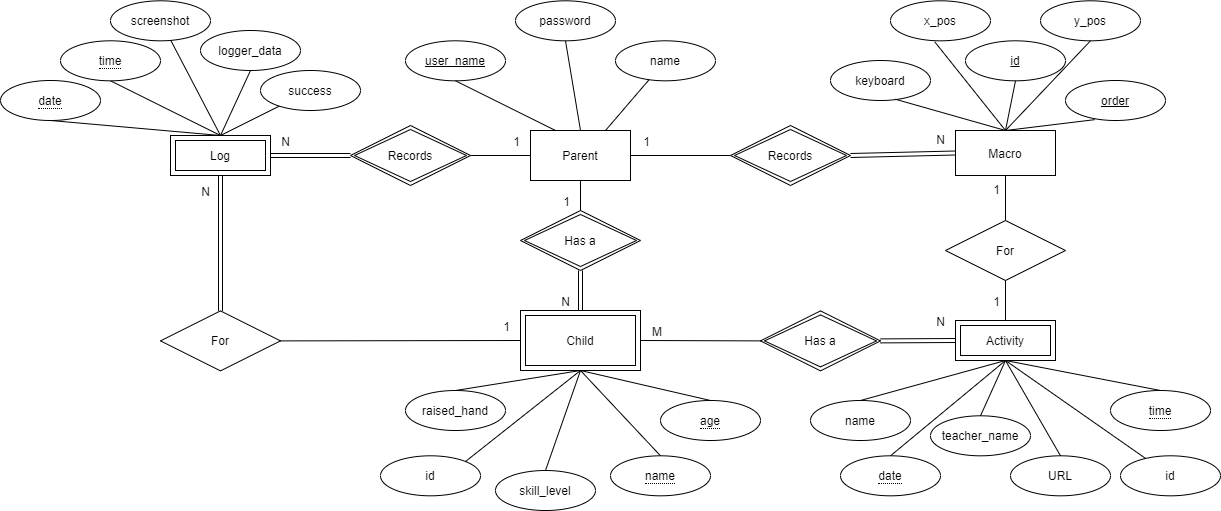 screenshot
password
x_pos
y_pos
time
logger_data
user_name
name
id
date
success
keyboard
order
Log
N
Records
1
Parent
1
Records
N
Macro
N
1
1
Has a
For
N
1
For
1
Child
M
Has a
N
Activity
raised_hand
age
name
teacher_name
time
id
skill_level
name
date
URL
id